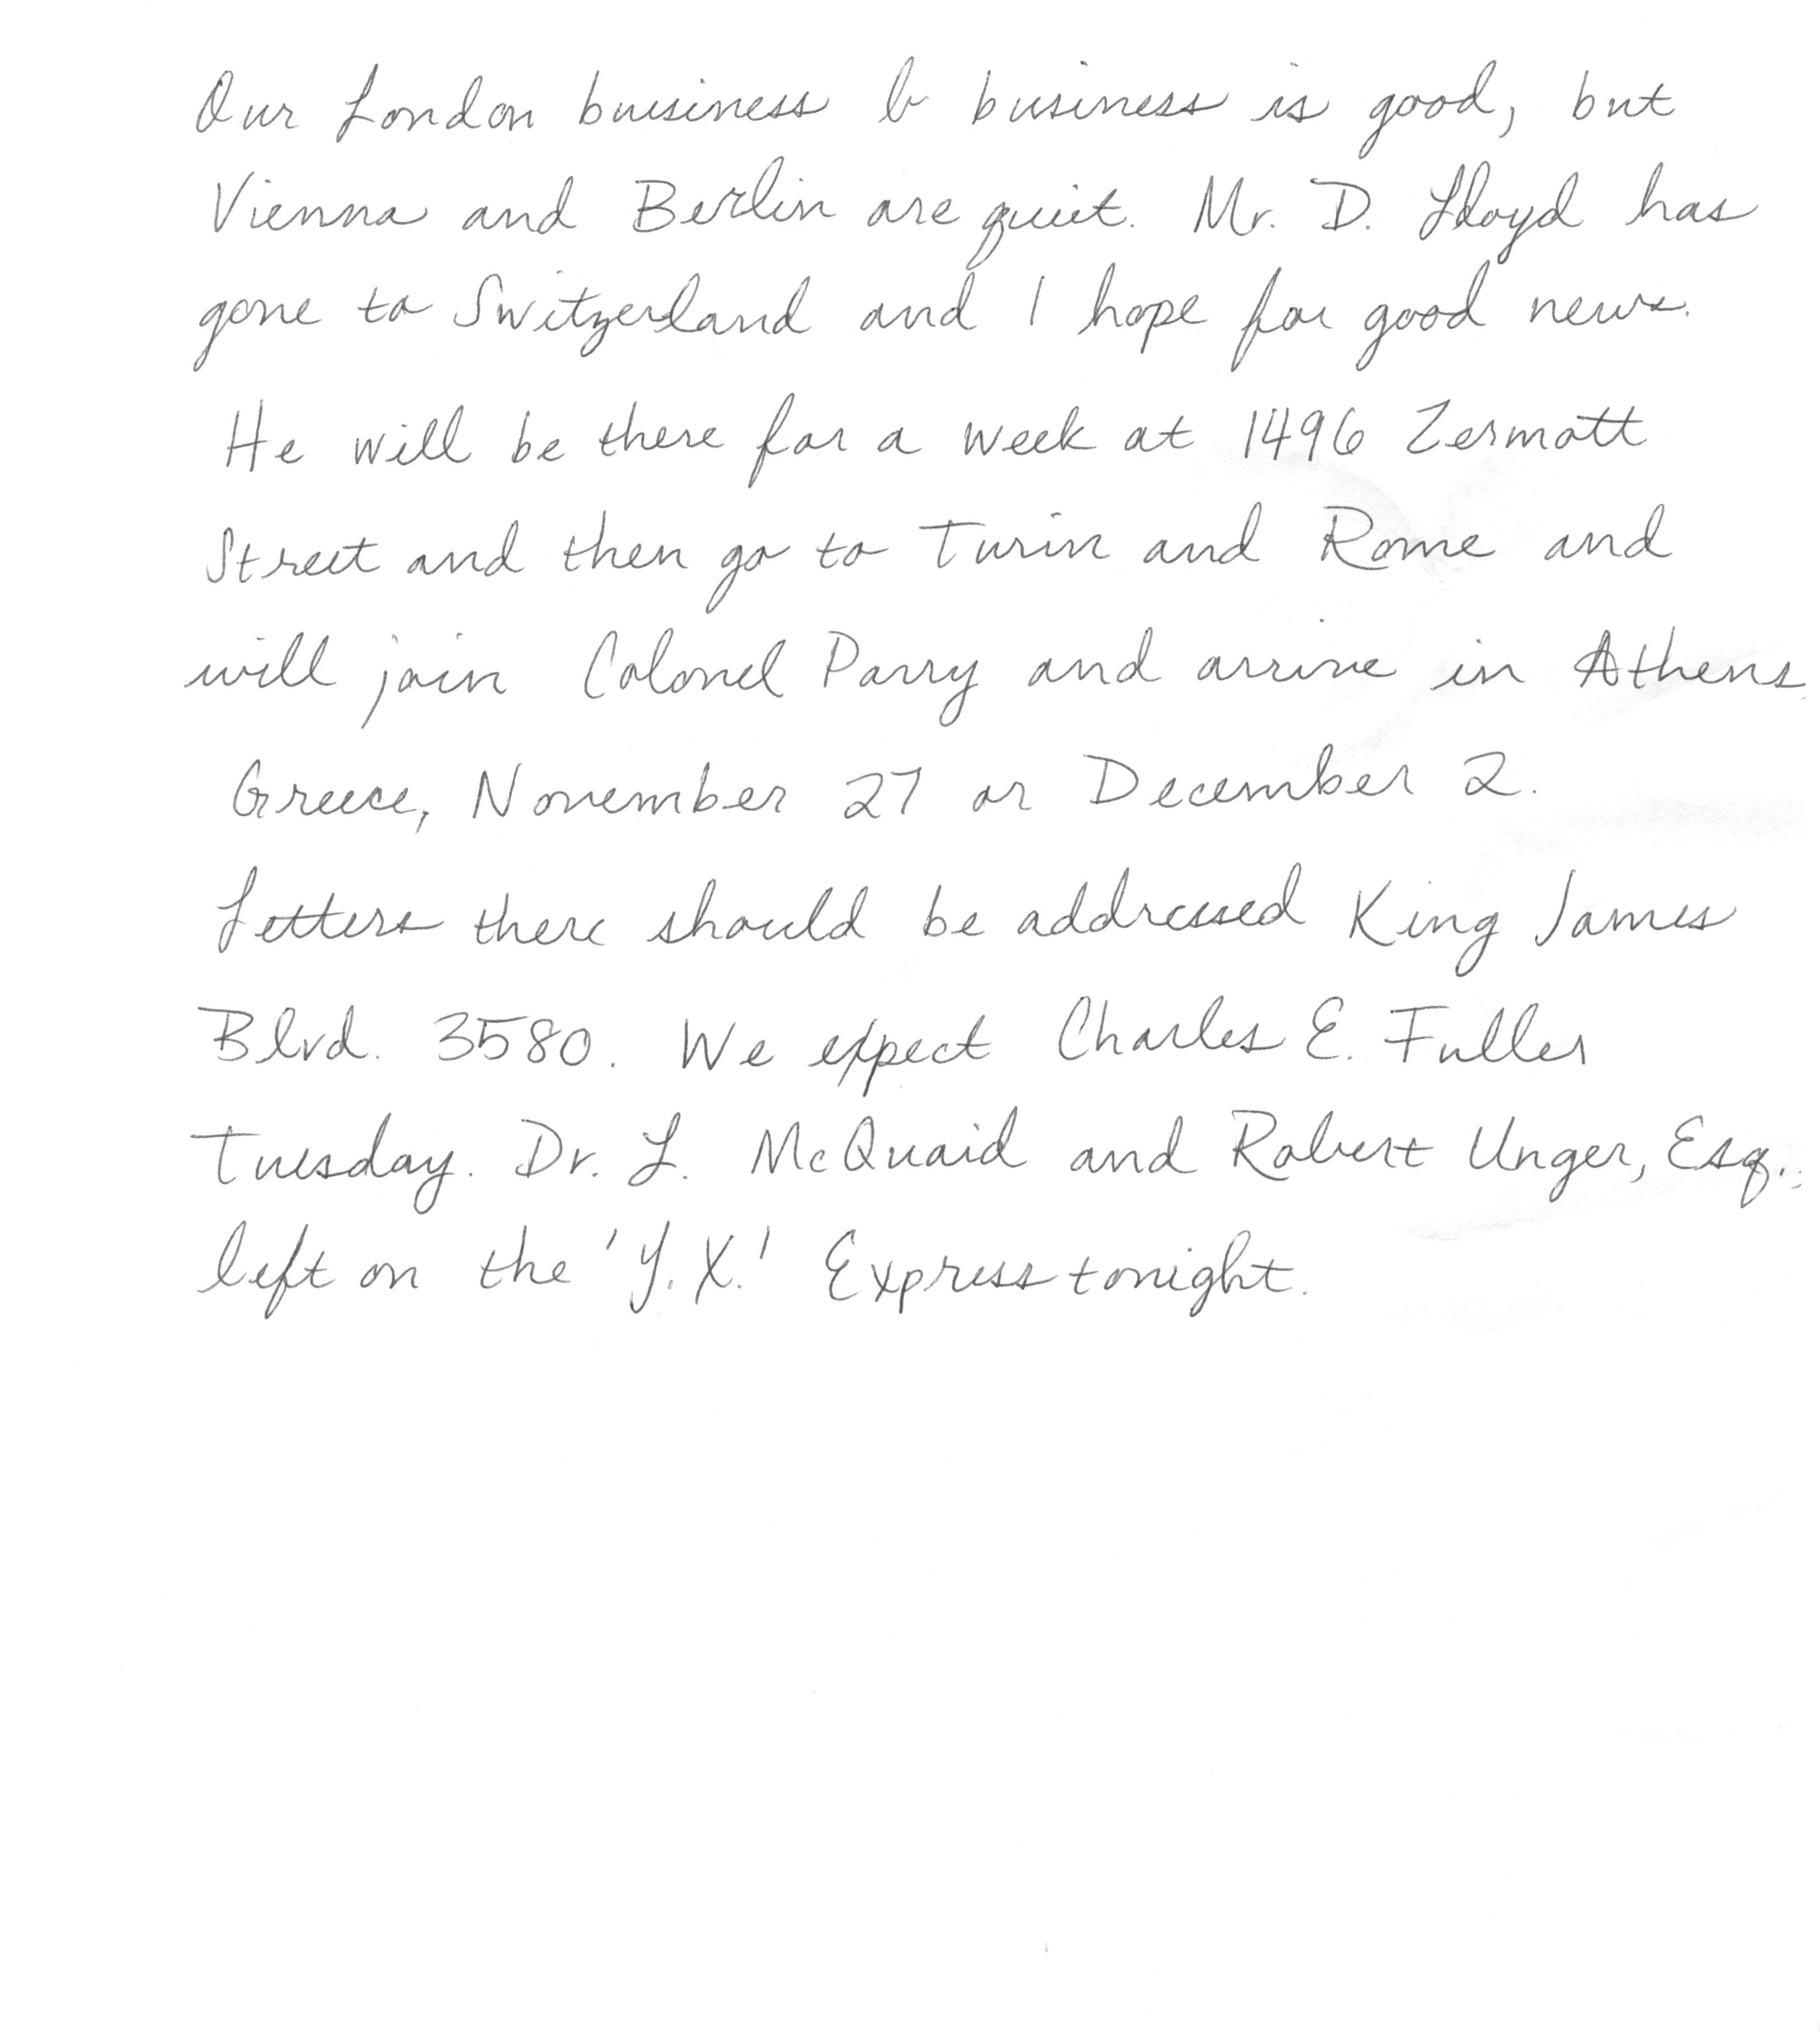 Our London buisiness b business is good, but
Vienna and Berlin are quiet. Mr. D. Lloyd has
gone to Switzerland and I hope for good news.
He will be there for a week at 1496 Zermott
Street and then go to Turin and Rome and
will join Colonel Parry and arrive in Athens
Greece, November 27 or December 2.
Letters there should be addressed King James
Blvd. 3580. We expect Charles E. Fuller
Tuesday. Dr. L. McQuaid and Robert Unger, Esq.,
left on the 'Y.X.' Express tonight.